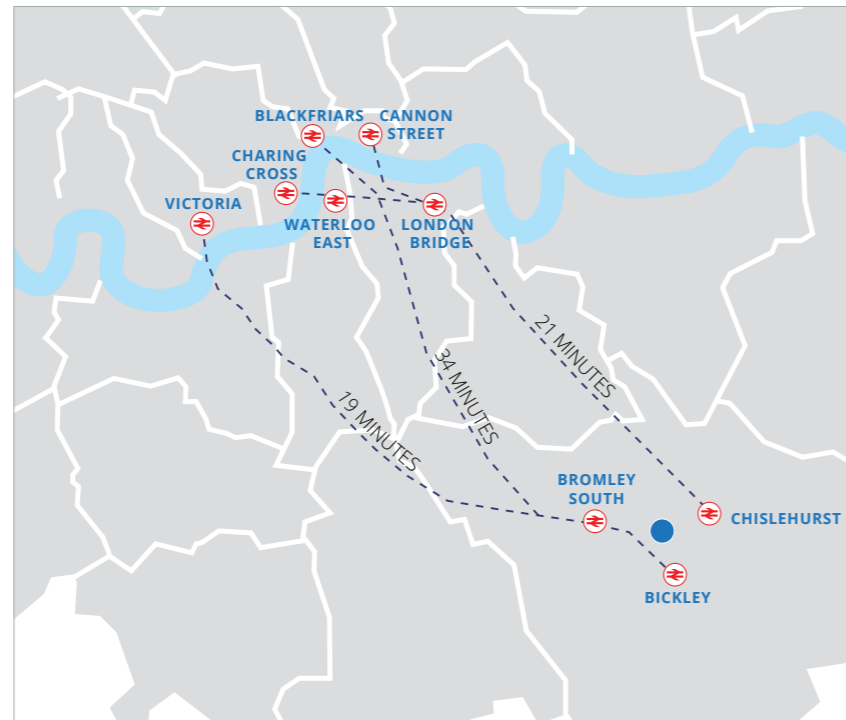 BLACKFRIARS
CANNON
STREET
CHARING
CROSS
VICTORIA
WATERLOO
EAST
LONDON
BRIDGE
21 MINUTES
34 MINUTES
19 MINUTES
BROMLEY
SOUTH
CHISLEHURST
BICKLEY